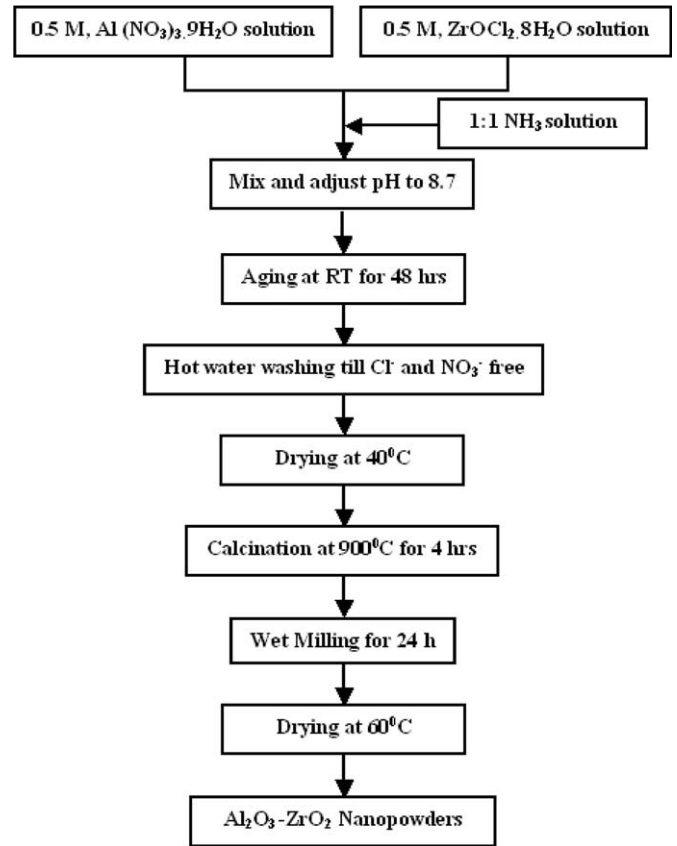 0.5 M, Al (NO₃)₃.9H₂O solution
0.5 M, ZrOCl₂.8H₂O solution
1:1 NH₃ solution
Mix and adjust pH to 8.7
Aging at RT for 48 hrs
Hot water washing till Cl⁻ and NO₃⁻ free
Drying at 40⁰C
Calcination at 900⁰C for 4 hrs
Wet Milling for 24 h
Drying at 60⁰C
Al₂O₃-ZrO₂ Nanopowders